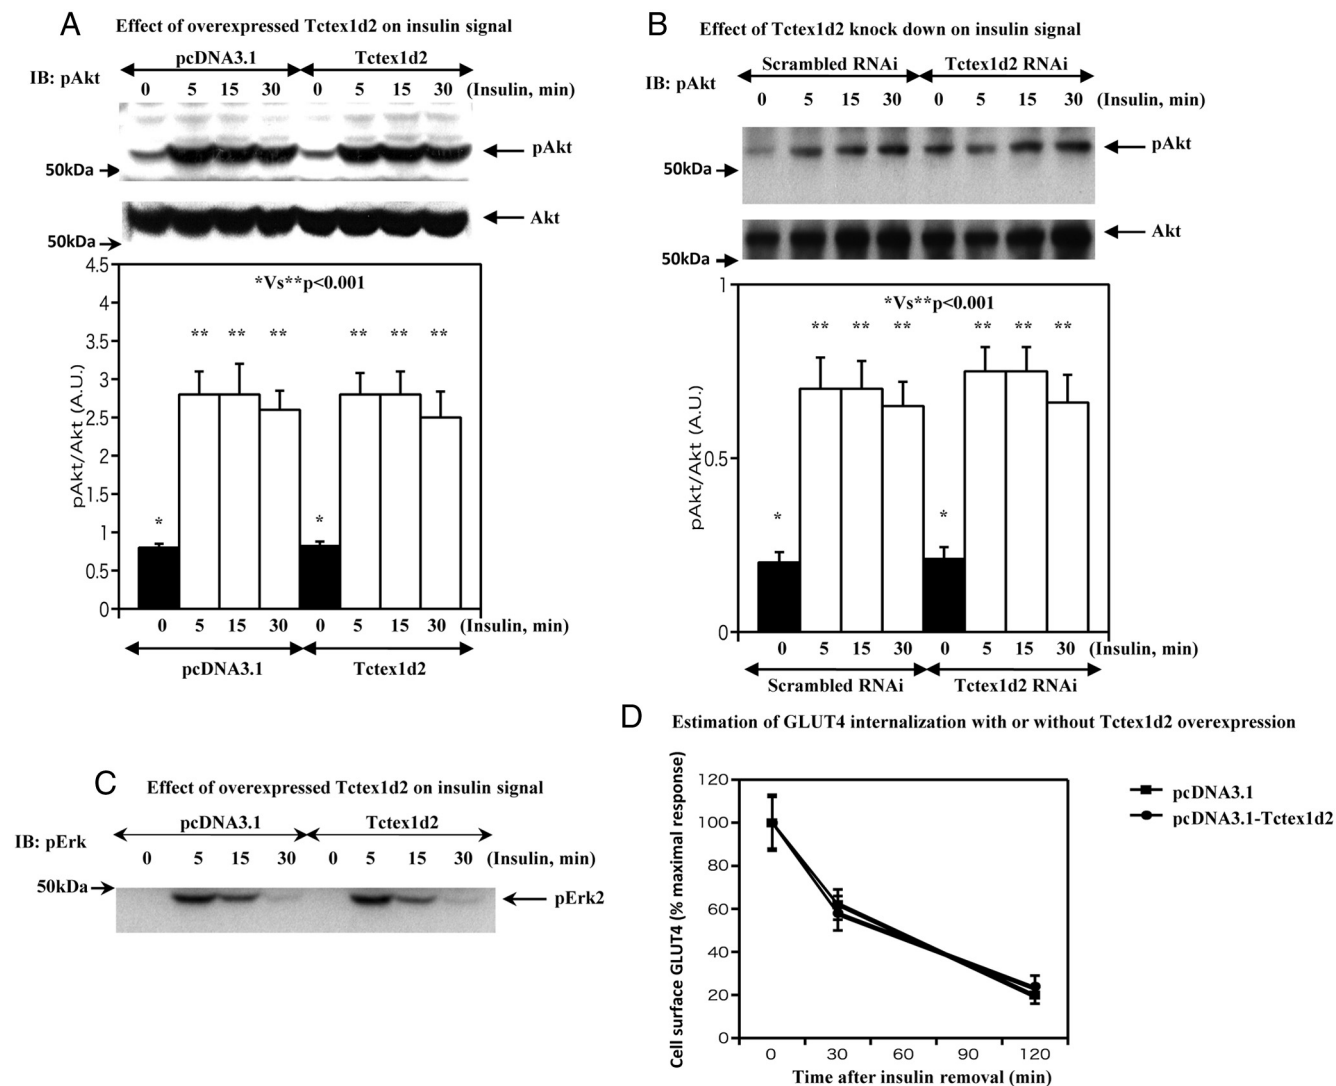 A
Effect of overexpressed Tctex1d2 on insulin signal
pcDNA3.1 Tctex1d2
IB: pAkt
0 5 15 30 0 5 15 30 (Insulin, min)
pAkt
50kDa
Akt
50kDa
4.5
4
3.5
3
2.5
2
1.5
1
0.5
0
pAkt/Akt (A.U.)
*Vs**p<0.001
** ** ** ** ** **
* *
0 5 15 30 0 5 15 30 (Insulin, min)
pcDNA3.1 Tctex1d2
B
Effect of Tctex1d2 knock down on insulin signal
Scrambled RNAi Tctex1d2 RNAi
IB: pAkt
0 5 15 30 0 5 15 30 (Insulin, min)
pAkt
50kDa
Akt
50kDa
1
0.5
0
pAkt/Akt (A.U.)
*Vs**p<0.001
** ** ** ** ** **
* *
0 5 15 30 0 5 15 30 (Insulin, min)
Scrambled RNAi Tctex1d2 RNAi
C
Effect of overexpressed Tctex1d2 on insulin signal
pcDNA3.1 Tctex1d2
IB: pErk
0 5 15 30 0 5 15 30 (Insulin, min)
50kDa
pErk2
D
Estimation of GLUT4 internalization with or without Tctex1d2 overexpression
Cell surface GLUT4 (% maximal response)
120
100
80
60
40
20
0
0 30 60 90 120
Time after insulin removal (min)
pcDNA3.1
pcDNA3.1-Tctex1d2